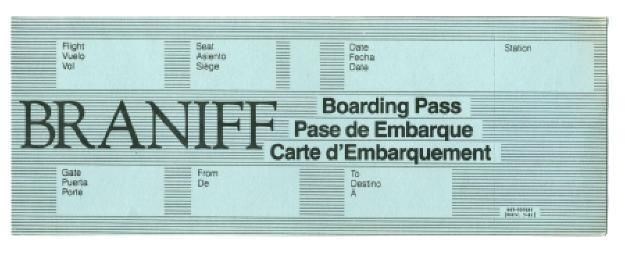 Flight
Vuelo
Vol
Seat
Asiento
Siège
Date
Fecha
Date
Station
BRANIFF
Boarding Pass
Pase de Embarque
Carte d'Embarquement
Gate
Puerta
Porte
From
De
To
Destino
À